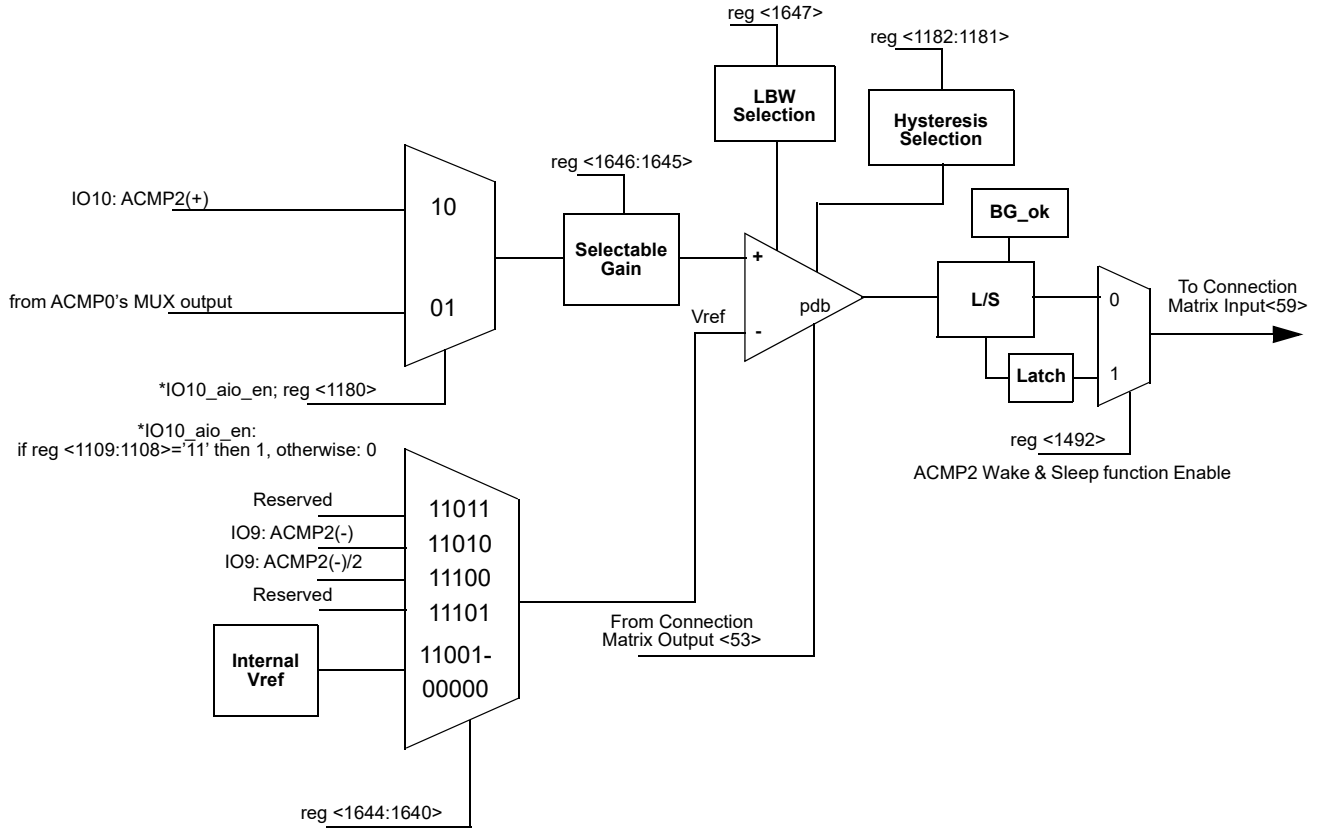 reg <1647>
reg <1182:1181>
LBW
Selection
Hysteresis
Selection
reg <1646:1645>
IO10: ACMP2(+)
10
BG_ok
Selectable
Gain
+
L/S
0
To Connection
Matrix Input<59>
from ACMP0’s MUX output
01
Vref
pdb
-
Latch
1
*IO10_aio_en; reg <1180>
*IO10_aio_en:
if reg <1109:1108>=’11’ then 1, otherwise: 0
reg <1492>
ACMP2 Wake & Sleep function Enable
Reserved
11011
IO9: ACMP2(-)
11010
IO9: ACMP2(-)/2
11100
Reserved
11101
From Connection
Matrix Output <53>
Internal
Vref
11001-
00000
reg <1644:1640>